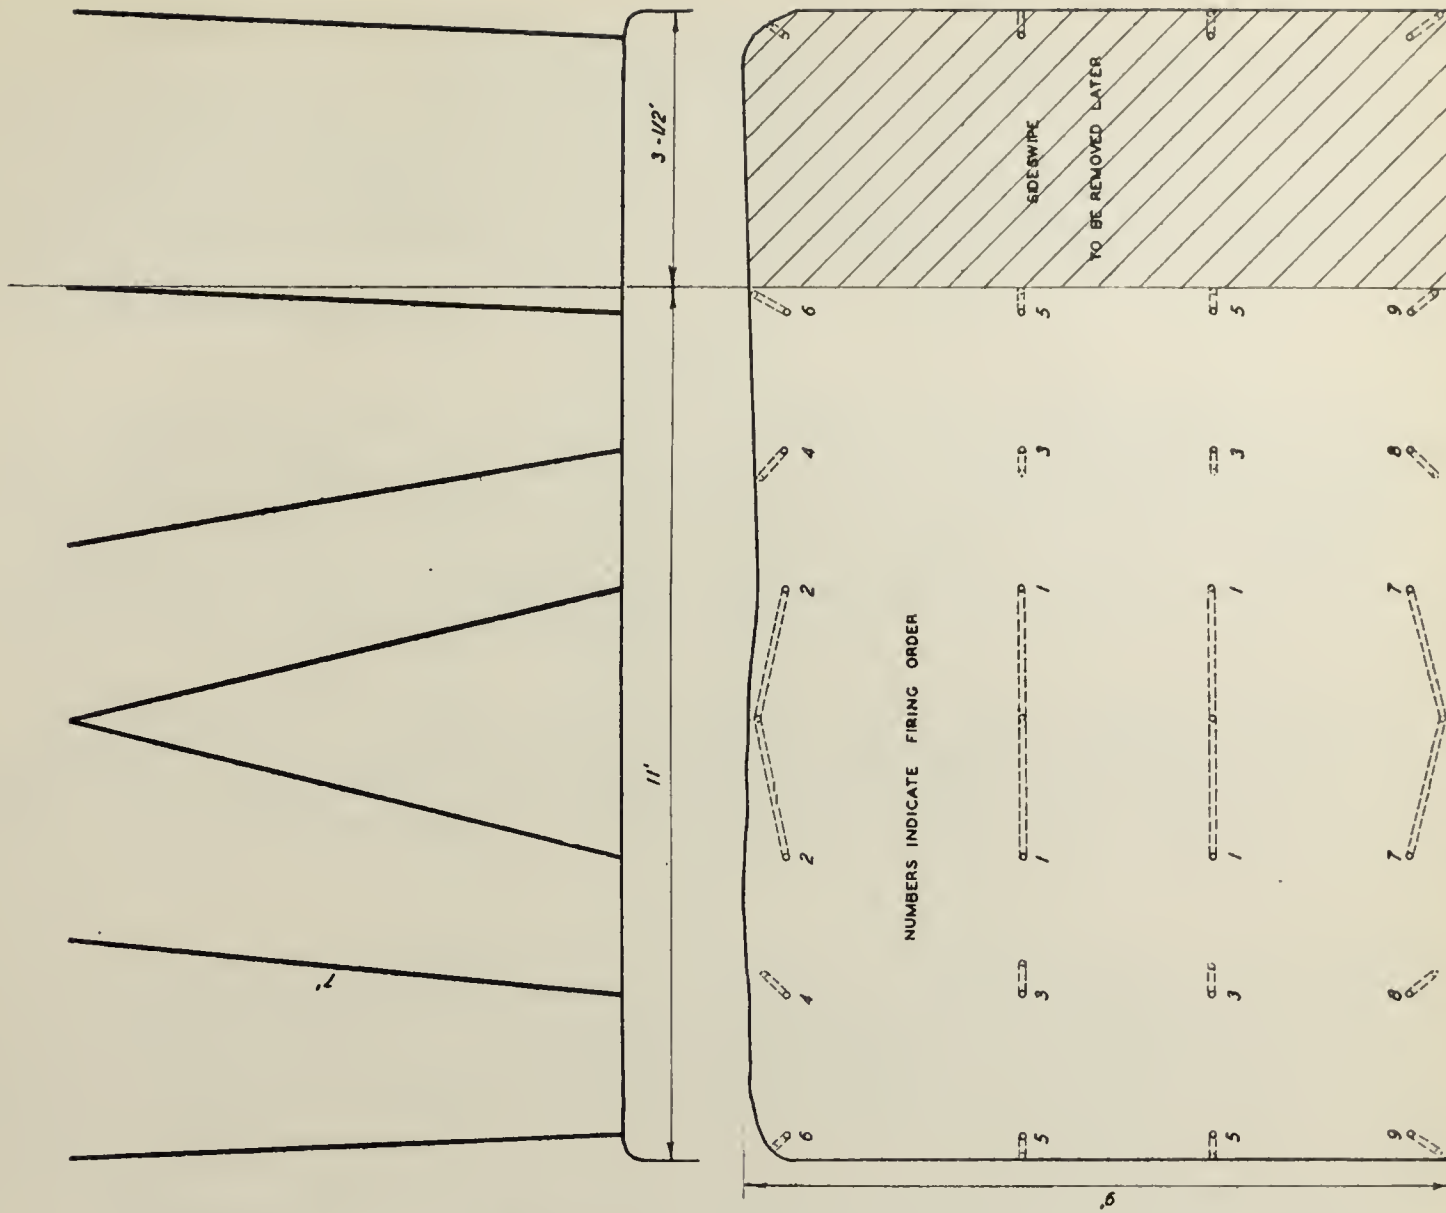 7'
11' 3-1/2'
6 4 2 2 4 6
NUMBERS INDICATE FIRING ORDER
SIDESWIPE
5 3 1 1 3 5
TO BE REMOVED LATER
9'
5 3 1 1 3 5
9 8 7 7 8 9